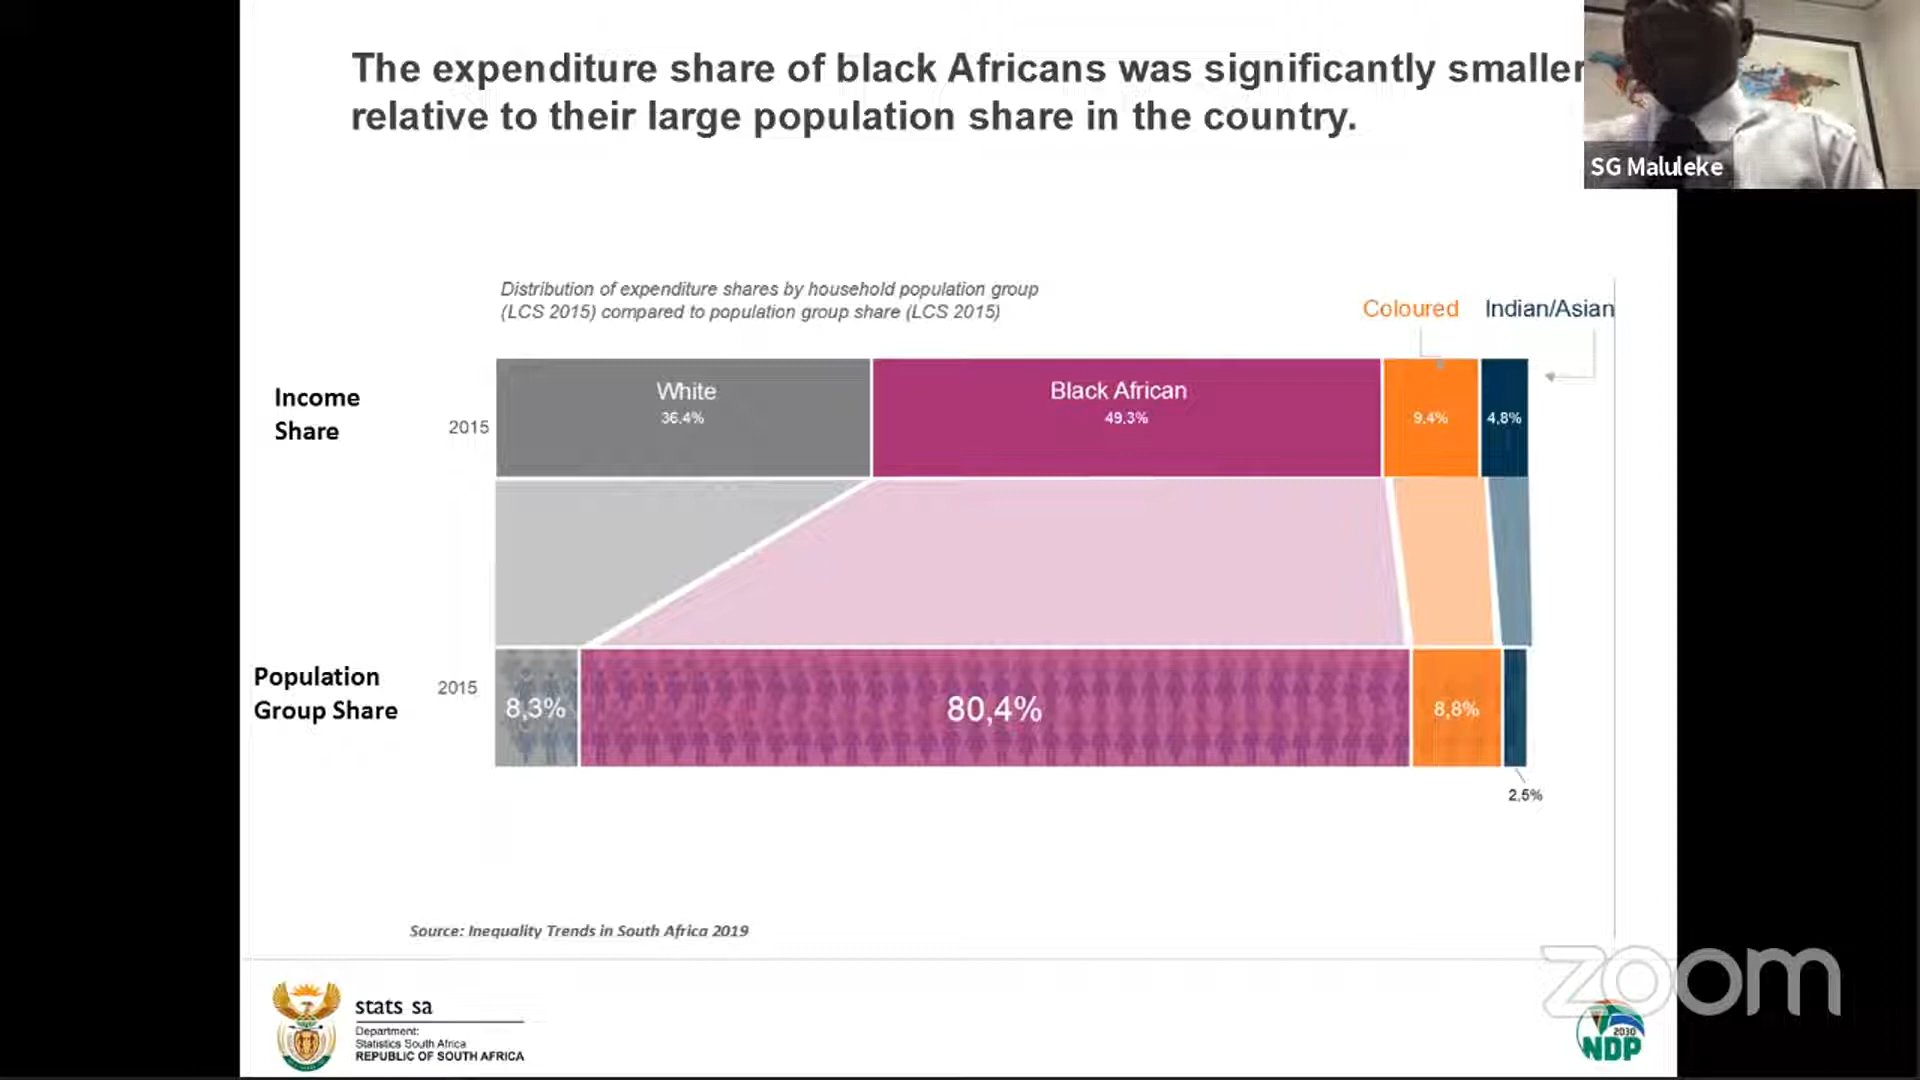 The expenditure share of black Africans was significantly smaller
relative to their large population share in the country.
SG Maluleke
Distribution of expenditure shares by household population group
(LCS 2015) compared to population group share (LCS 2015)
Coloured
Indian/Asian
Income
Share
2015
White
36.4%
Black African
49.3%
9.4%
4,8%
Population
Group Share
2015
8,3%
80,4%
8,8%
2,5%
Source: Inequality Trends in South Africa 2019
stats sa
Department:
Statistics South Africa
REPUBLIC OF SOUTH AFRICA
zoom
2030
NDP